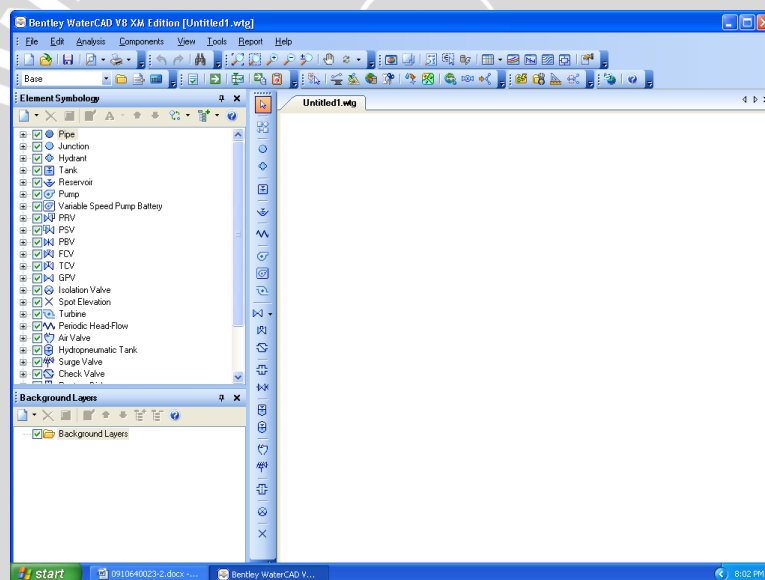 Bentley WaterCAD V8 XM Edition [Untitled1.wtg]
File Edit Analysis Components View Tools Report Help
Base
Element Symbology
Untitled1.wtg
Pipe
Junction
Hydrant
Tank
Reservoir
Pump
Variable Speed Pump Battery
PRV
PSV
PBV
FCV
TCV
GPV
Isolation Valve
Spot Elevation
Turbine
Periodic Head-Flow
Air Valve
Hydropneumatic Tank
Surge Valve
Check Valve
Background Layers
Background Layers
start
0910640023-2.docx -...
Bentley WaterCAD V...
8:02 PM